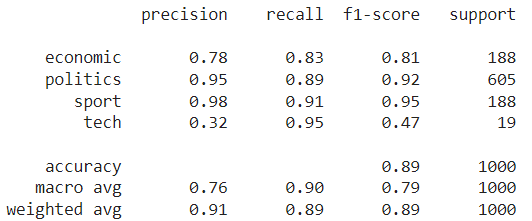 precision recall f1-score support
economic 0.78 0.83 0.81 188
politics 0.95 0.89 0.92 605
sport 0.98 0.91 0.95 188
tech 0.32 0.95 0.47 19
accuracy 0.89 1000
macro avg 0.76 0.90 0.79 1000
weighted avg 0.91 0.89 0.89 1000